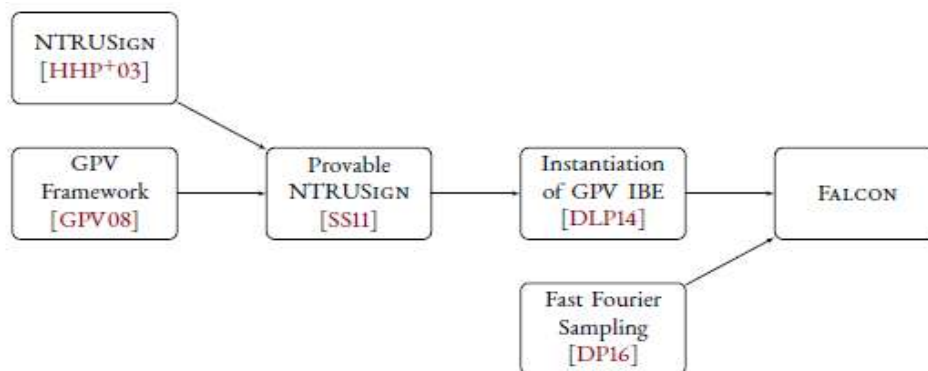 NTRUSIGN
[HHP+03]
GPV
Framework
[GPV08]
Provable
NTRUSIGN
[SS11]
Instantiation
of GPV IBE
[DLP14]
FALCON
Fast Fourier
Sampling
[DP16]